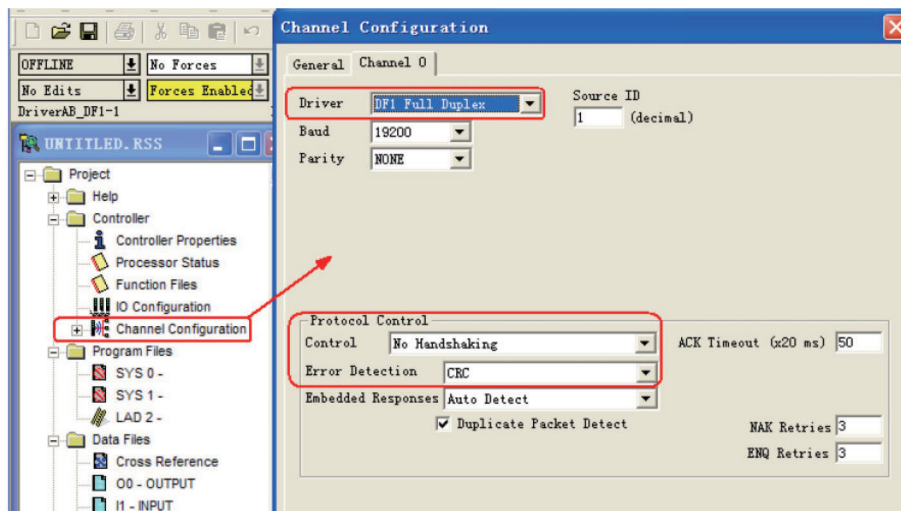 OFFLINE
No Forces
No Edits
Forces Enabled
DriverAB_DF1-1
UNTITLED.RSS
Project
Help
Controller
Controller Properties
Processor Status
Function Files
IO Configuration
Channel Configuration
Program Files
SYS 0 -
SYS 1 -
LAD 2 -
Data Files
Cross Reference
O0 - OUTPUT
I1 - INPUT
Channel Configuration
General
Channel 0
Driver
DF1 Full Duplex
Source ID
1 (decimal)
Baud
19200
Parity
NONE
Protocol Control
Control
No Handshaking
ACK Timeout (x20 ms) 50
Error Detection
CRC
Embedded Responses
Auto Detect
Duplicate Packet Detect
NAK Retries 3
ENQ Retries 3